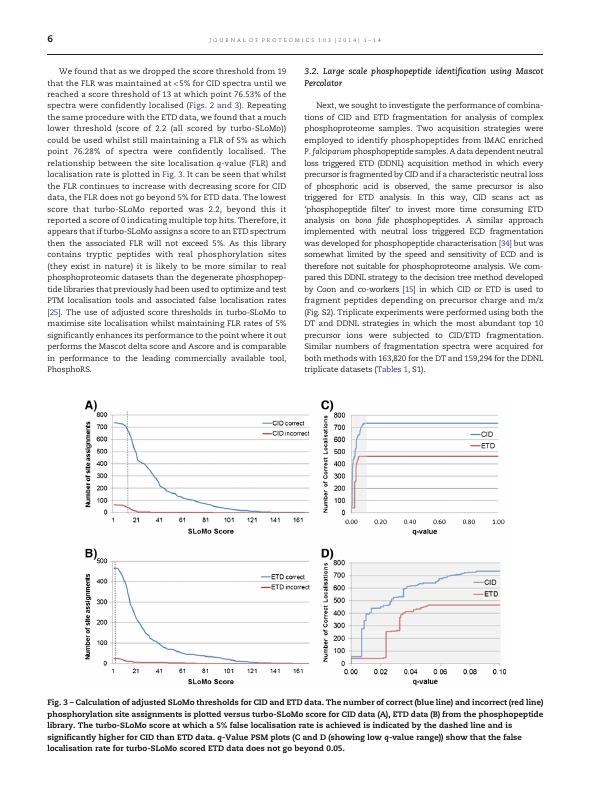 6
JOURNAL OF PROTEOMICS 103 (2014) 1–14
We found that as we dropped the score threshold from 19
that the FLR was maintained at <5% for CID spectra until we
reached a score threshold of 13 at which point 76.53% of the
spectra were confidently localised (Figs. 2 and 3). Repeating
the same procedure with the ETD data, we found that a much
lower threshold (score of 2.2 (all scored by turbo-SLoMo))
could be used whilst still maintaining a FLR of 5% as which
point 76.28% of spectra were confidently localised. The
relationship between the site localisation q-value (FLR) and
localisation rate is plotted in Fig. 3. It can be seen that whilst
the FLR continues to increase with decreasing score for CID
data, the FLR does not go beyond 5% for ETD data. The lowest
score that turbo-SLoMo reported was 2.2, beyond this it
reported a score of 0 indicating multiple top hits. Therefore, it
appears that if turbo-SLoMo assigns a score to an ETD spectrum
then the associated FLR will not exceed 5%. As this library
contains tryptic peptides with real phosphorylation sites
(they exist in nature) it is likely to be more similar to real
phosphoproteomic datasets than the degenerate phosphopep-
tide libraries that previously had been used to optimize and test
PTM localisation tools and associated false localisation rates
[25]. The use of adjusted score thresholds in turbo-SLoMo to
maximise site localisation whilst maintaining FLR rates of 5%
significantly enhances its performance to the point where it out
performs the Mascot delta score and Ascore and is comparable
in performance to the leading commercially available tool,
PhosphoRS.
3.2. Large scale phosphopeptide identification using Mascot
Percolator
Next, we sought to investigate the performance of combina-
tions of CID and ETD fragmentation for analysis of complex
phosphoproteome samples. Two acquisition strategies were
employed to identify phosphopeptides from IMAC enriched
P. falciparum phosphopeptide samples. A data dependent neutral
loss triggered ETD (DDNL) acquisition method in which every
precursor is fragmented by CID and if a characteristic neutral loss
of phosphoric acid is observed, the same precursor is also
triggered for ETD analysis. In this way, CID scans act as
'phosphopeptide filter' to invest more time consuming ETD
analysis on bona fide phosphopeptides. A similar approach
implemented with neutral loss triggered ECD fragmentation
was developed for phosphopeptide characterisation [34] but was
somewhat limited by the speed and sensitivity of ECD and is
therefore not suitable for phosphoproteome analysis. We com-
pared this DDNL strategy to the decision tree method developed
by Coon and co-workers [15] in which CID or ETD is used to
fragment peptides depending on precursor charge and m/z
(Fig. S2). Triplicate experiments were performed using both the
DT and DDNL strategies in which the most abundant top 10
precursor ions were subjected to CID/ETD fragmentation.
Similar numbers of fragmentation spectra were acquired for
both methods with 163,820 for the DT and 159,294 for the DDNL
triplicate datasets (Tables 1, S1).
A)
Number of site assignments
800
700
600
500
400
300
200
100
0
1 21 41 61 81 101 121 141 161
SLoMo Score
CID correct
CID incorrect
C)
Number of Correct Localisations
800
700
600
500
400
300
200
100
0
0.00 0.10 0.20 0.40 0.60 0.80 1.00
q-value
CID
ETD
B)
Number of site assignments
500
400
300
200
100
0
1 21 41 61 81 101 121 141 161
SLoMo Score
ETD correct
ETD incorrect
D)
Number of Correct Localisations
800
700
600
500
400
300
200
100
0
0.00 0.02 0.04 0.06 0.08 0.10
q-value
CID
ETD
Fig. 3 – Calculation of adjusted SLoMo thresholds for CID and ETD data. The number of correct (blue line) and incorrect (red line)
phosphorylation site assignments is plotted versus turbo-SLoMo score for CID data (A), ETD data (B) from the phosphopeptide
library. The turbo-SLoMo score at which a 5% false localisation rate is achieved is indicated by the dashed line and is
significantly higher for CID than ETD data. q-Value PSM plots (C and D (showing low q-value range)) show that the false
localisation rate for turbo-SLoMo scored ETD data does not go beyond 0.05.